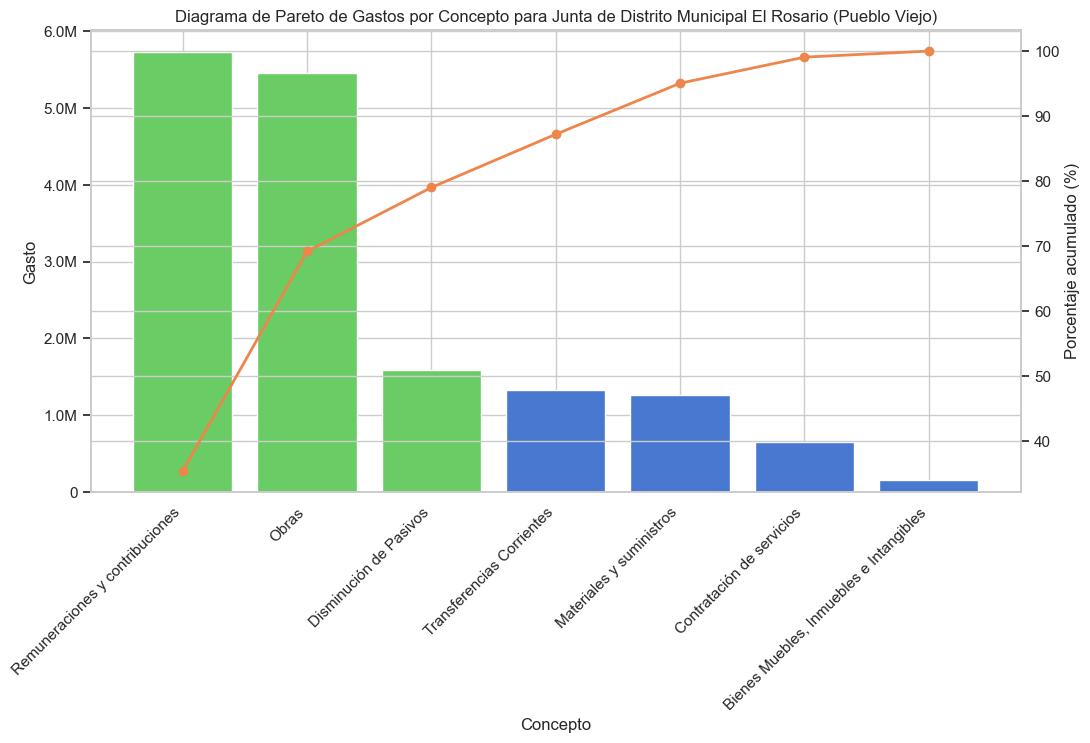 Diagrama de Pareto de Gastos por Concepto para Junta de Distrito Municipal El Rosario (Pueblo Viejo)
6.0M
5.0M
4.0M
3.0M
2.0M
1.0M
0
Gasto
100
90
80
70
60
50
40
Porcentaje acumulado (%)
Remuneraciones y contribuciones
Obras
Disminución de Pasivos
Transferencias Corrientes
Materiales y suministros
Contratación de servicios
Bienes Muebles, Inmuebles e Intangibles
Concepto